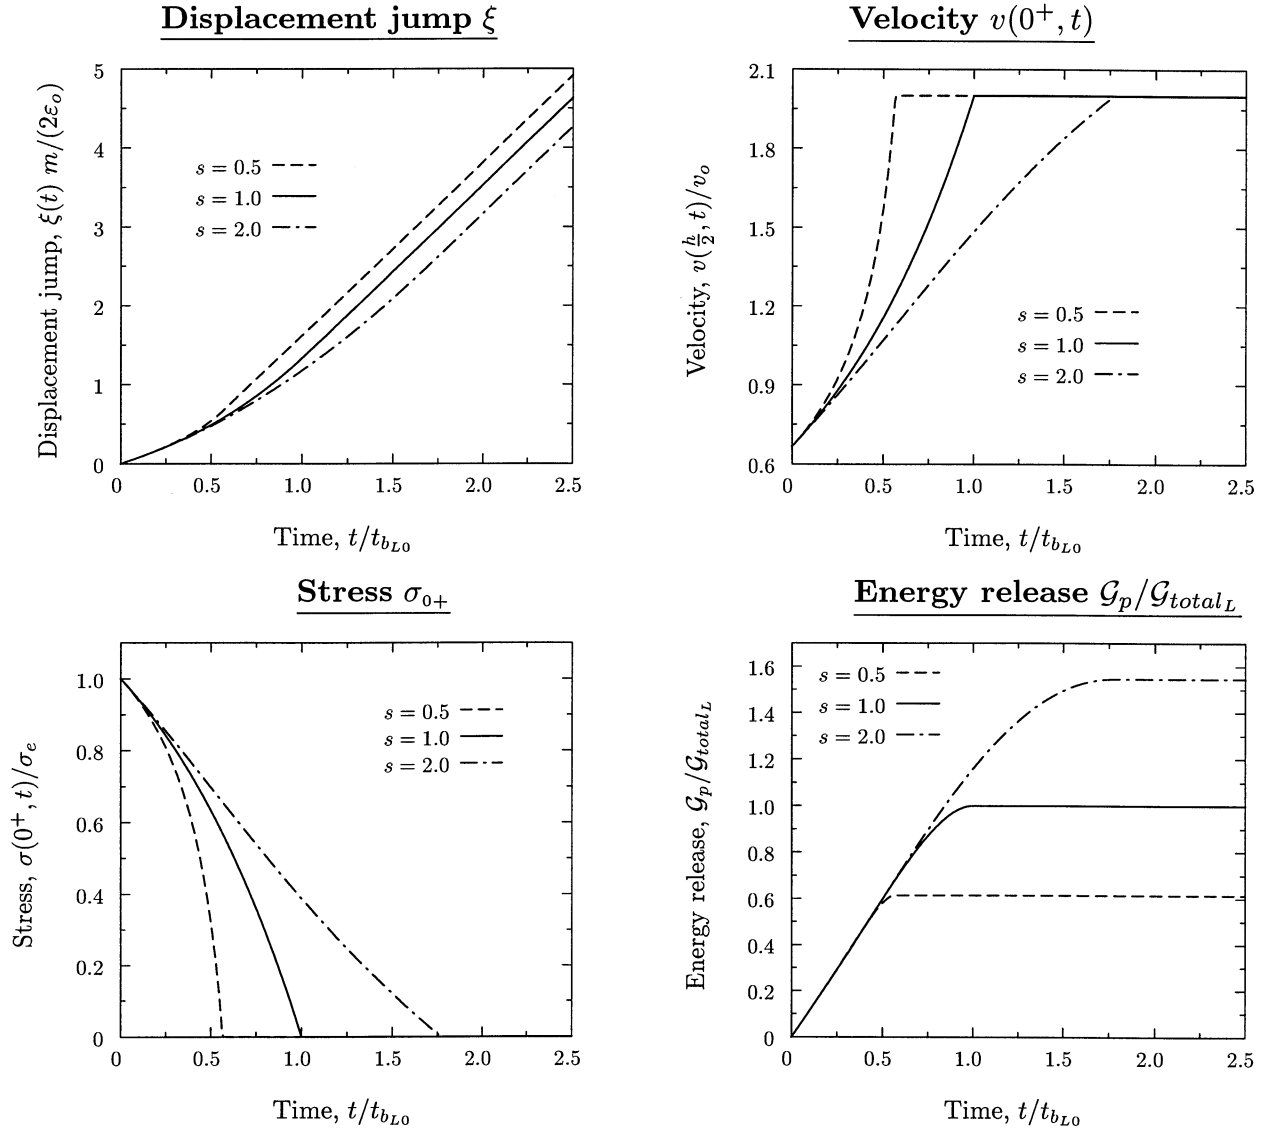 Displacement jump ξ
Displacement jump, ξ(t) m/(2εₒ)
5
4
3
2
1
0
s = 0.5
s = 1.0
s = 2.0
0 0.5 1.0 1.5 2.0 2.5
Time, t/t_{b_{L0}}
Velocity v(0⁺, t)
Velocity, v(h/2, t)/vₒ
2.1
1.8
1.5
1.2
0.9
0.6
s = 0.5
s = 1.0
s = 2.0
0 0.5 1.0 1.5 2.0 2.5
Time, t/t_{b_{L0}}
Stress σ₀₊
Stress, σ(0⁺, t)/σₑ
1.0
0.8
0.6
0.4
0.2
0
s = 0.5
s = 1.0
s = 2.0
0 0.5 1.0 1.5 2.0 2.5
Time, t/t_{b_{L0}}
Energy release 𝒢_p/𝒢_{total_L}
Energy release, 𝒢_p/𝒢_{total_L}
1.6
1.4
1.2
1.0
0.8
0.6
0.4
0.2
0
s = 0.5
s = 1.0
s = 2.0
0 0.5 1.0 1.5 2.0 2.5
Time, t/t_{b_{L0}}